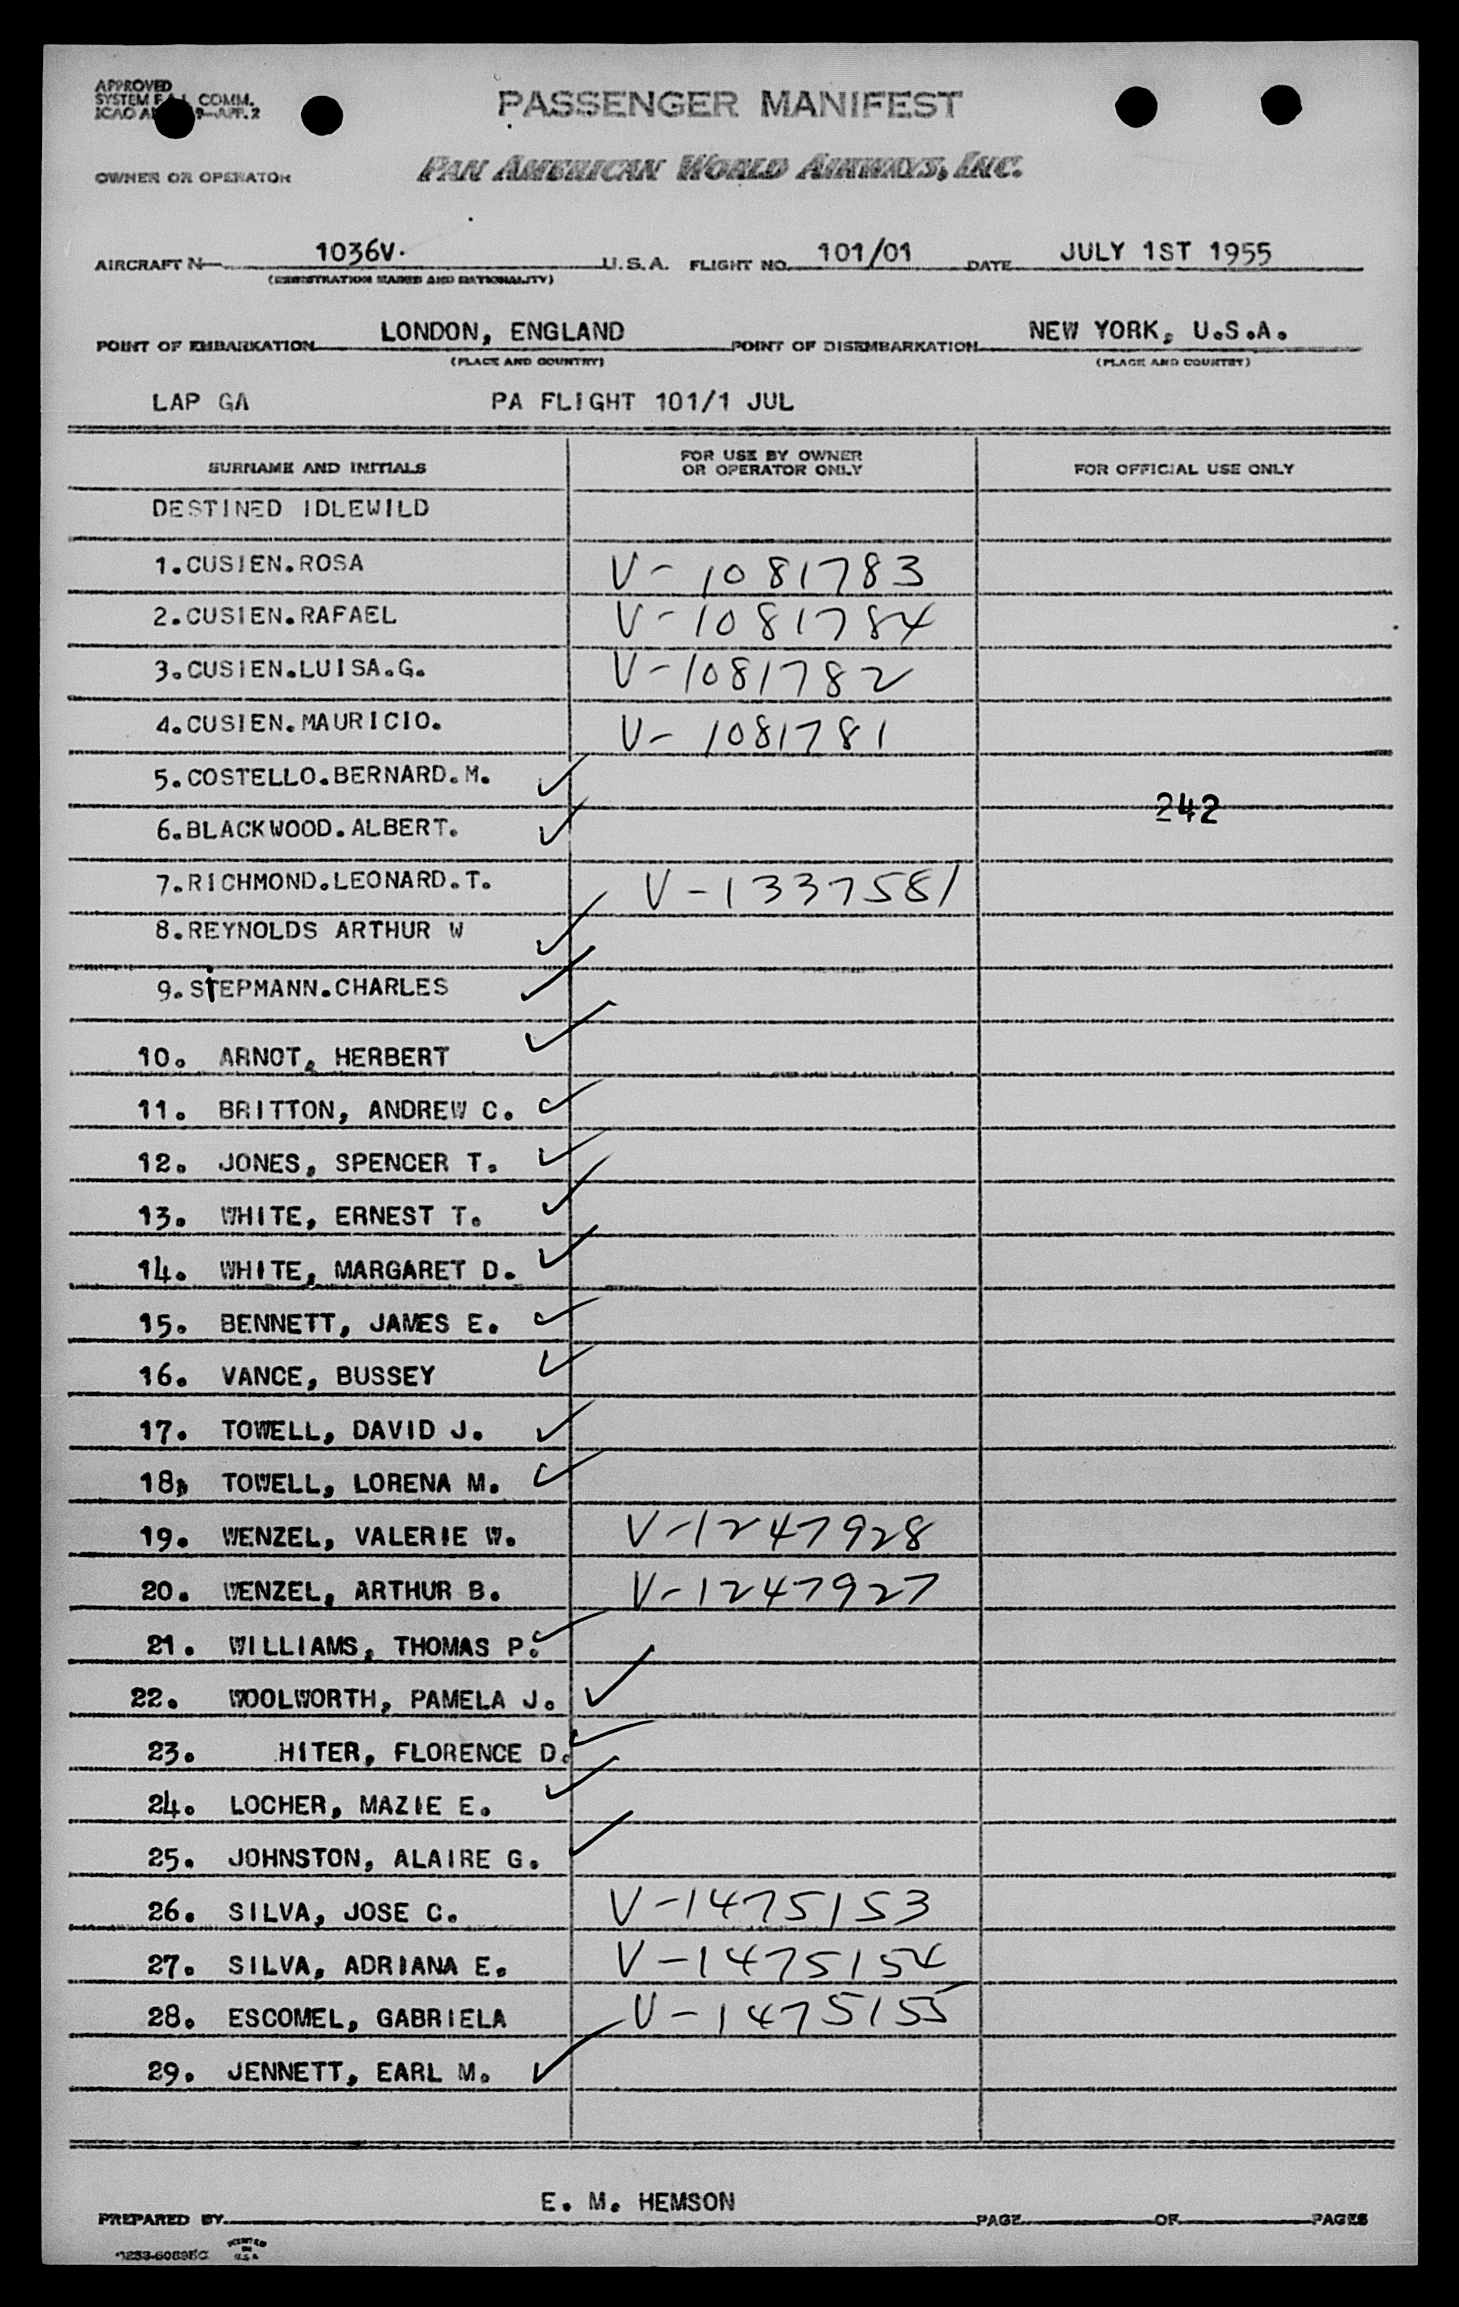 APPROVED
SYSTEM COMM.
ICAO APP. 2
PASSENGER MANIFEST
OWNER OR OPERATOR PAN AMERICAN WORLD AIRWAYS, INC.
AIRCRAFT N 1036V. U.S.A. FLIGHT NO. 101/01 DATE JULY 1ST 1955
(REGISTRATION MARKS AND NATIONALITY)
POINT OF EMBARKATION LONDON, ENGLAND POINT OF DISEMBARKATION NEW YORK, U.S.A.
(PLACE AND COUNTRY) (PLACE AND COUNTRY)
LAP GA PA FLIGHT 101/1 JUL
SURNAME AND INITIALS FOR USE BY OWNER OR OPERATOR ONLY FOR OFFICIAL USE ONLY
DESTINED IDLEWILD
1.CUSIEN.ROSA V-1081783
2.CUSIEN.RAFAEL V-1081784
3.CUSIEN.LUISA.G. V-1081782
4.CUSIEN.MAURICIO. V-1081781
5.COSTELLO.BERNARD.M. ✓
242
6.BLACKWOOD.ALBERT. ✓
7.RICHMOND.LEONARD.T. V-1337581
8.REYNOLDS ARTHUR W ✓
9.STEPMANN.CHARLES ✓
10. ARNOT, HERBERT ✓
11. BRITTON, ANDREW C. ✓
12. JONES, SPENCER T. ✓
13. WHITE, ERNEST T. ✓
14. WHITE, MARGARET D. ✓
15. BENNETT, JAMES E. ✓
16. VANCE, BUSSEY ✓
17. TOWELL, DAVID J. ✓
18, TOWELL, LORENA M. ✓
19. WENZEL, VALERIE W. V-1247928
20. WENZEL, ARTHUR B. V-1247927
21. WILLIAMS, THOMAS P. ✓
22. WOOLWORTH, PAMELA J. ✓
23. HITER, FLORENCE D. ✓
24. LOCHER, MAZIE E. ✓
25. JOHNSTON, ALAIRE G. ✓
26. SILVA, JOSE C. V-1475153
27. SILVA, ADRIANA E. V-1475154
28. ESCOMEL, GABRIELA V-1475155
29. JENNETT, EARL M. ✓
PREPARED BY E. M. HEMSON PAGE OF PAGES
PRINTED IN U.S.A.